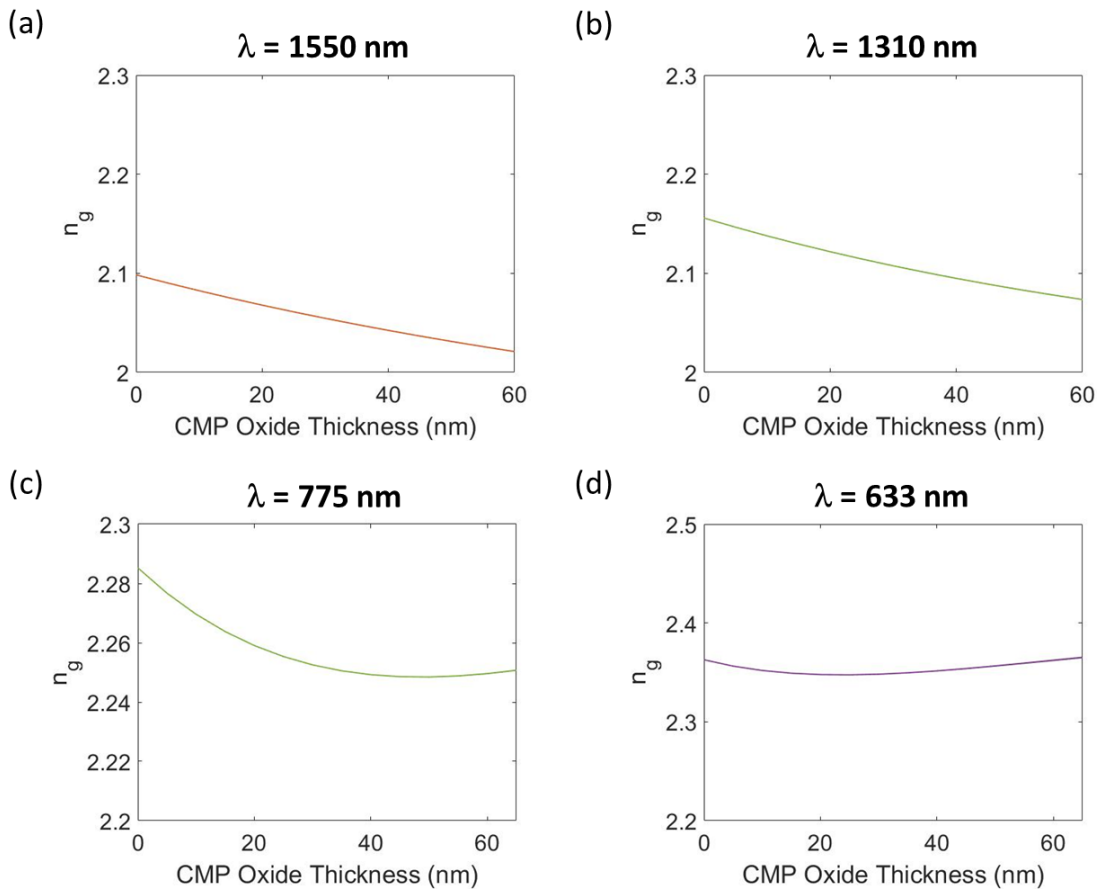 (a)
λ = 1550 nm
2.3
2.2
2.1
2
n_g
0
20
40
60
CMP Oxide Thickness (nm)
(b)
λ = 1310 nm
2.3
2.2
2.1
2
n_g
0
20
40
60
CMP Oxide Thickness (nm)
(c)
λ = 775 nm
2.3
2.28
2.26
2.24
2.22
2.2
n_g
0
20
40
60
CMP Oxide Thickness (nm)
(d)
λ = 633 nm
2.5
2.4
2.3
2.2
n_g
0
20
40
60
CMP Oxide Thickness (nm)